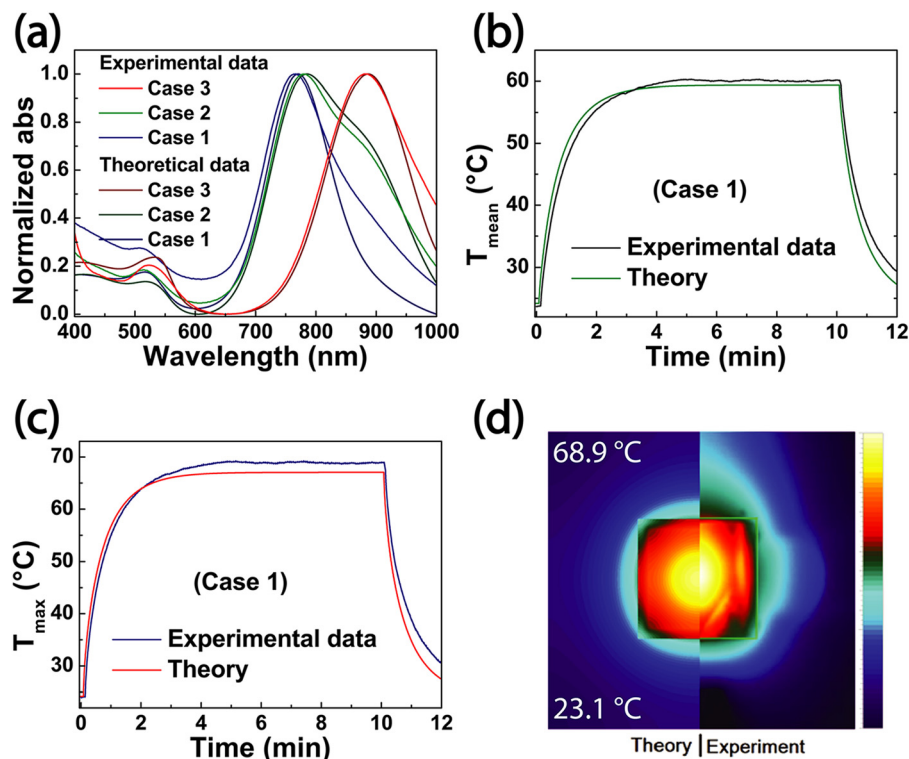 (a)
Experimental data
Case 3
Case 2
Case 1
Theoretical data
Case 3
Case 2
Case 1
Normalized abs
1.0
0.8
0.6
0.4
0.2
0.0
400 500 600 700 800 900 1000
Wavelength (nm)
(b)
T mean (°C)
60
50
40
30
(Case 1)
Experimental data
Theory
0 2 4 6 8 10 12
Time (min)
(c)
T max (°C)
70
60
50
40
30
(Case 1)
Experimental data
Theory
0 2 4 6 8 10 12
Time (min)
(d)
68.9 °C
23.1 °C
Theory | Experiment